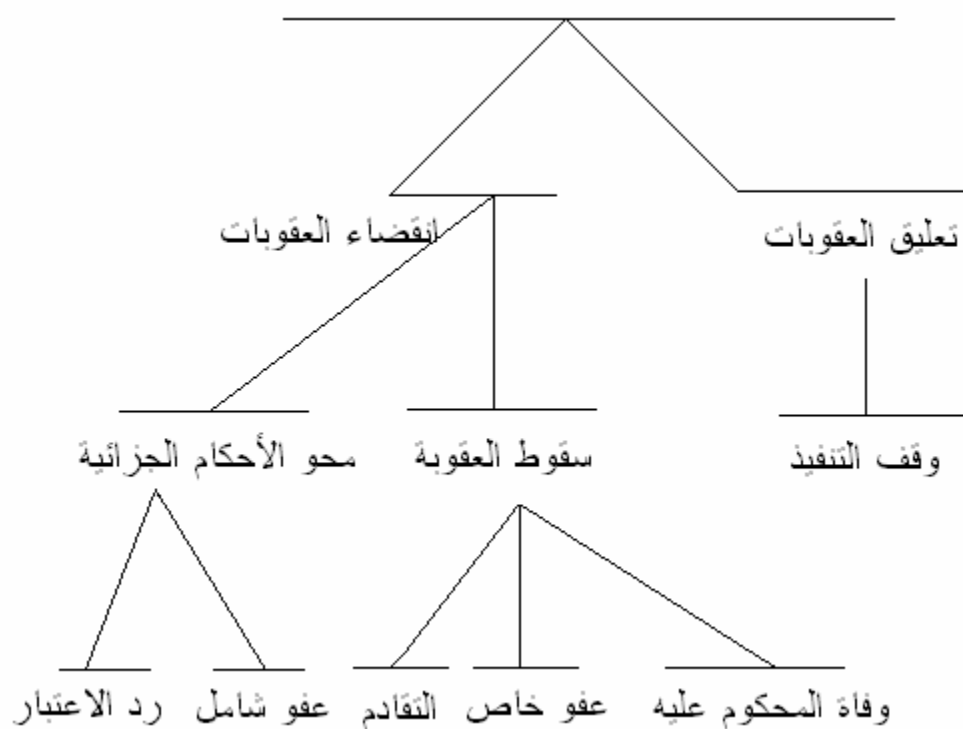 تعليق العقوبات
انقضاء العقوبات
وقف التنفيذ
سقوط العقوبة
محو الأحكام الجزائية
وفاة المحكوم عليه
عفو خاص
التقادم
عفو شامل
رد الاعتبار